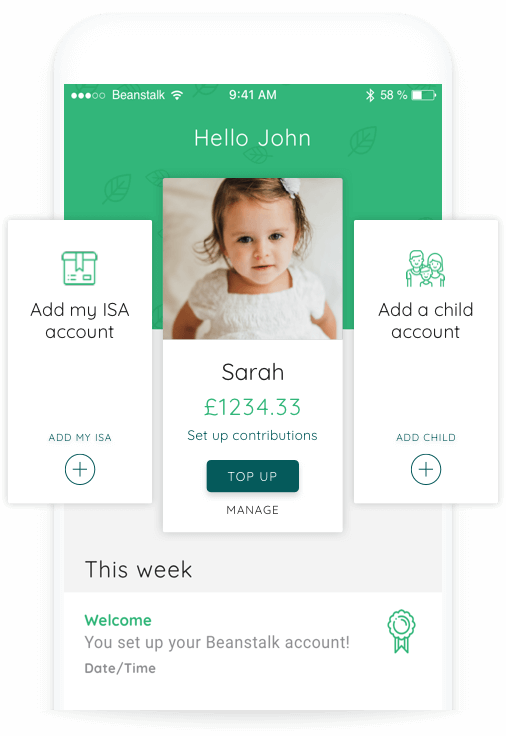 Beanstalk 9:41 AM 58 %
Hello John
Add my ISA
account
ADD MY ISA
Sarah
£1234.33
Set up contributions
TOP UP
MANAGE
Add a child
account
ADD CHILD
This week
Welcome
You set up your Beanstalk account!
Date/Time